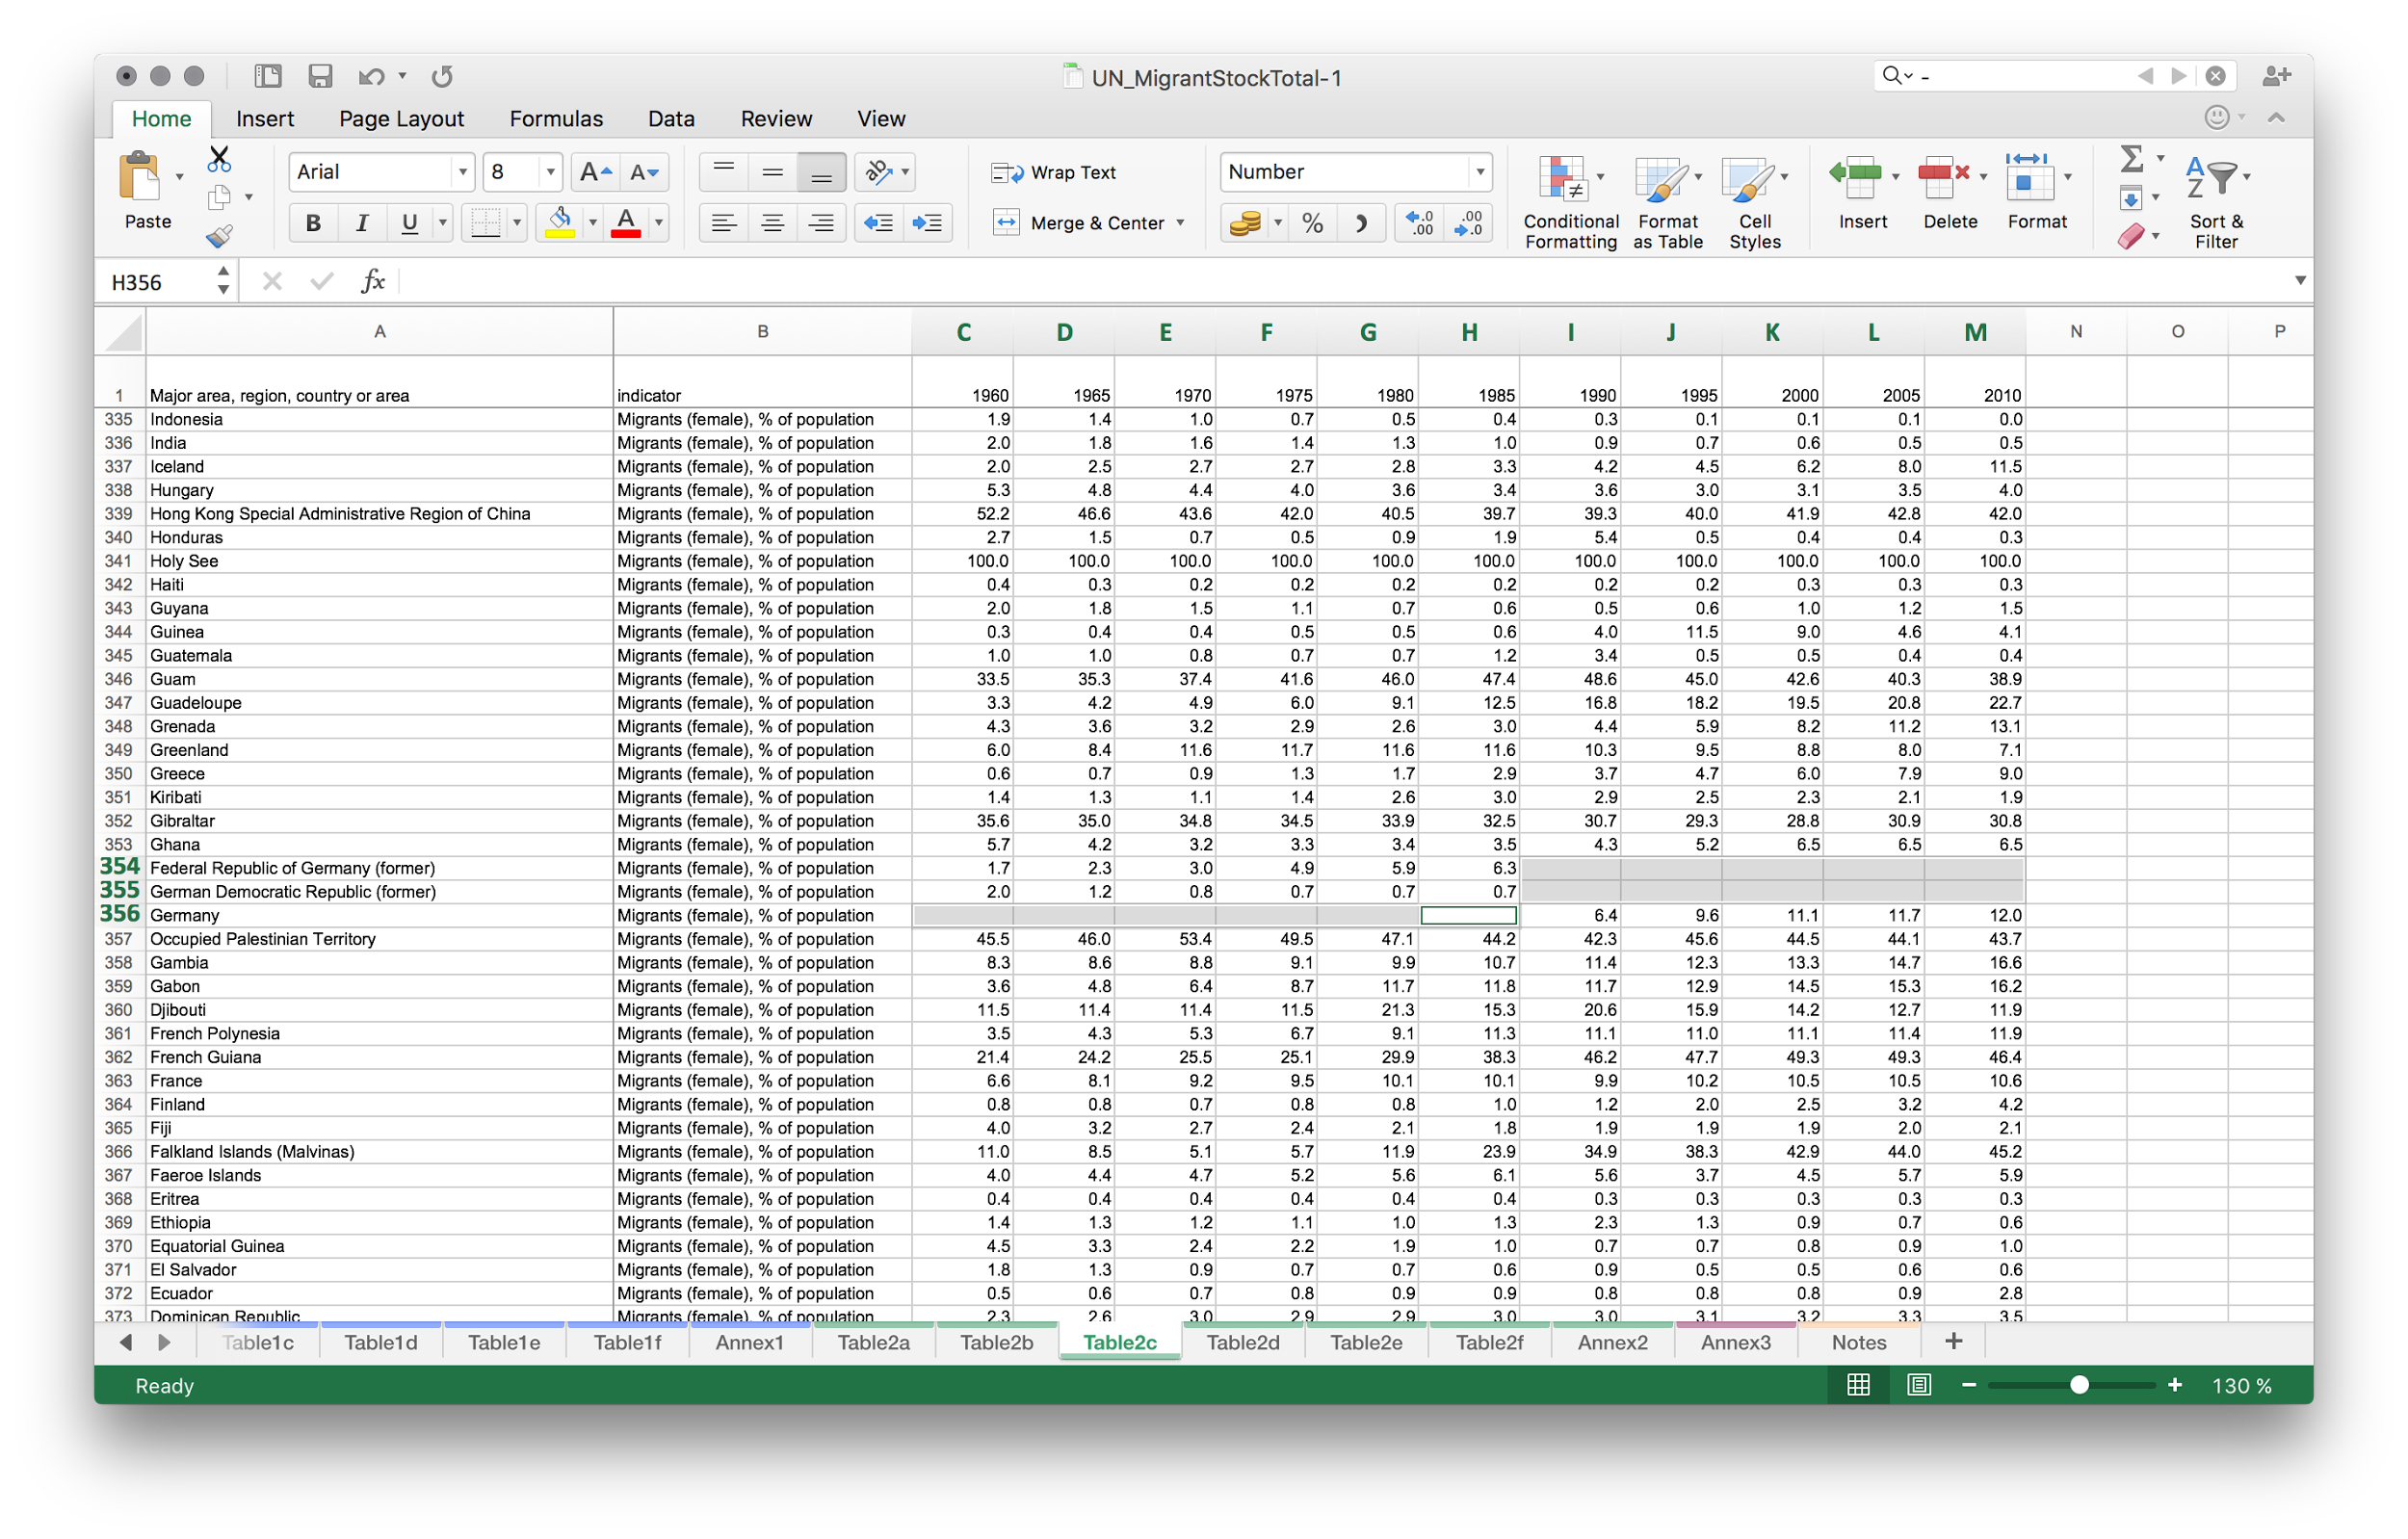 UN_MigrantStockTotal-1
-
Home Insert Page Layout Formulas Data Review View
Paste
Arial 8 A A
B I U A
ab
Wrap Text
Merge & Center
Number
% .0 .00 .00 .0
Conditional Formatting
Format as Table
Cell Styles
Insert Delete Format
Σ
A Z
Sort & Filter
H356 fx
A B C D E F G H I J K L M N O P
1 Major area, region, country or area indicator 1960 1965 1970 1975 1980 1985 1990 1995 2000 2005 2010
335 Indonesia Migrants (female), % of population 1.9 1.4 1.0 0.7 0.5 0.4 0.3 0.1 0.1 0.1 0.0
336 India Migrants (female), % of population 2.0 1.8 1.6 1.4 1.3 1.0 0.9 0.7 0.6 0.5 0.5
337 Iceland Migrants (female), % of population 2.0 2.5 2.7 2.7 2.8 3.3 4.2 4.5 6.2 8.0 11.5
338 Hungary Migrants (female), % of population 5.3 4.8 4.4 4.0 3.6 3.4 3.6 3.0 3.1 3.5 4.0
339 Hong Kong Special Administrative Region of China Migrants (female), % of population 52.2 46.6 43.6 42.0 40.5 39.7 39.3 40.0 41.9 42.8 42.0
340 Honduras Migrants (female), % of population 2.7 1.5 0.7 0.5 0.9 1.9 5.4 0.5 0.4 0.4 0.3
341 Holy See Migrants (female), % of population 100.0 100.0 100.0 100.0 100.0 100.0 100.0 100.0 100.0 100.0 100.0
342 Haiti Migrants (female), % of population 0.4 0.3 0.2 0.2 0.2 0.2 0.2 0.2 0.3 0.3 0.3
343 Guyana Migrants (female), % of population 2.0 1.8 1.5 1.1 0.7 0.6 0.5 0.6 1.0 1.2 1.5
344 Guinea Migrants (female), % of population 0.3 0.4 0.4 0.5 0.5 0.6 4.0 11.5 9.0 4.6 4.1
345 Guatemala Migrants (female), % of population 1.0 1.0 0.8 0.7 0.7 1.2 3.4 0.5 0.5 0.4 0.4
346 Guam Migrants (female), % of population 33.5 35.3 37.4 41.6 46.0 47.4 48.6 45.0 42.6 40.3 38.9
347 Guadeloupe Migrants (female), % of population 3.3 4.2 4.9 6.0 9.1 12.5 16.8 18.2 19.5 20.8 22.7
348 Grenada Migrants (female), % of population 4.3 3.6 3.2 2.9 2.6 3.0 4.4 5.9 8.2 11.2 13.1
349 Greenland Migrants (female), % of population 6.0 8.4 11.6 11.7 11.6 11.6 10.3 9.5 8.8 8.0 7.1
350 Greece Migrants (female), % of population 0.6 0.7 0.9 1.3 1.7 2.9 3.7 4.7 6.0 7.9 9.0
351 Kiribati Migrants (female), % of population 1.4 1.3 1.1 1.4 2.6 3.0 2.9 2.5 2.3 2.1 1.9
352 Gibraltar Migrants (female), % of population 35.6 35.0 34.8 34.5 33.9 32.5 30.7 29.3 28.8 30.9 30.8
353 Ghana Migrants (female), % of population 5.7 4.2 3.2 3.3 3.4 3.5 4.3 5.2 6.5 6.5 6.5
354 Federal Republic of Germany (former) Migrants (female), % of population 1.7 2.3 3.0 4.9 5.9 6.3
355 German Democratic Republic (former) Migrants (female), % of population 2.0 1.2 0.8 0.7 0.7 0.7
356 Germany Migrants (female), % of population 6.4 9.6 11.1 11.7 12.0
357 Occupied Palestinian Territory Migrants (female), % of population 45.5 46.0 53.4 49.5 47.1 44.2 42.3 45.6 44.5 44.1 43.7
358 Gambia Migrants (female), % of population 8.3 8.6 8.8 9.1 9.9 10.7 11.4 12.3 13.3 14.7 16.6
359 Gabon Migrants (female), % of population 3.6 4.8 6.4 8.7 11.7 11.8 11.7 12.9 14.5 15.3 16.2
360 Djibouti Migrants (female), % of population 11.5 11.4 11.4 11.5 21.3 15.3 20.6 15.9 14.2 12.7 11.9
361 French Polynesia Migrants (female), % of population 3.5 4.3 5.3 6.7 9.1 11.3 11.1 11.0 11.1 11.4 11.9
362 French Guiana Migrants (female), % of population 21.4 24.2 25.5 25.1 29.9 38.3 46.2 47.7 49.3 49.3 46.4
363 France Migrants (female), % of population 6.6 8.1 9.2 9.5 10.1 10.1 9.9 10.2 10.5 10.5 10.6
364 Finland Migrants (female), % of population 0.8 0.8 0.7 0.8 0.8 1.0 1.2 2.0 2.5 3.2 4.2
365 Fiji Migrants (female), % of population 4.0 3.2 2.7 2.4 2.1 1.8 1.9 1.9 1.9 2.0 2.1
366 Falkland Islands (Malvinas) Migrants (female), % of population 11.0 8.5 5.1 5.7 11.9 23.9 34.9 38.3 42.9 44.0 45.2
367 Faeroe Islands Migrants (female), % of population 4.0 4.4 4.7 5.2 5.6 6.1 5.6 3.7 4.5 5.7 5.9
368 Eritrea Migrants (female), % of population 0.4 0.4 0.4 0.4 0.4 0.4 0.3 0.3 0.3 0.3 0.3
369 Ethiopia Migrants (female), % of population 1.4 1.3 1.2 1.1 1.0 1.3 2.3 1.3 0.9 0.7 0.6
370 Equatorial Guinea Migrants (female), % of population 4.5 3.3 2.4 2.2 1.9 1.0 0.7 0.7 0.8 0.9 1.0
371 El Salvador Migrants (female), % of population 1.8 1.3 0.9 0.7 0.7 0.6 0.9 0.5 0.5 0.6 0.6
372 Ecuador Migrants (female), % of population 0.5 0.6 0.7 0.8 0.9 0.9 0.8 0.8 0.8 0.9 2.8
373 Dominican Republic Migrants (female), % of population 2.3 2.6 3.0 2.9 2.9 3.0 3.0 3.1 3.2 3.3 3.5
Table1c Table1d Table1e Table1f Annex1 Table2a Table2b Table2c Table2d Table2e Table2f Annex2 Annex3 Notes +
Ready 130 %